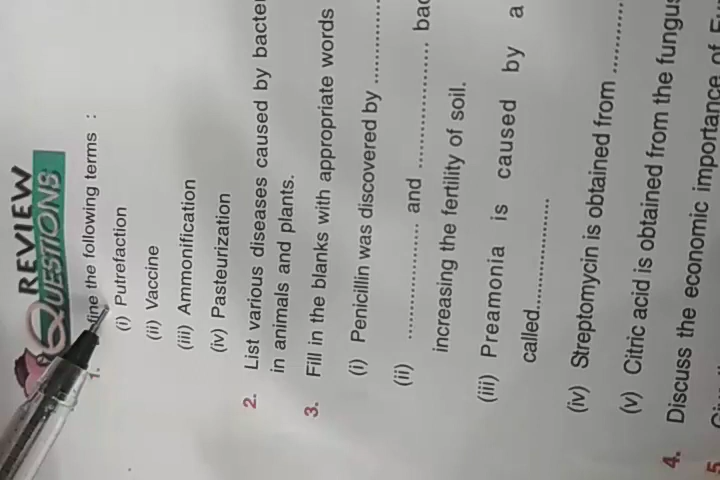 REVIEW
QUESTIONS
1. fine the following terms :
(i) Putrefaction
(ii) Vaccine
(iii) Ammonification
(iv) Pasteurization
2. List various diseases caused by bacter
in animals and plants.
3. Fill in the blanks with appropriate words
(i) Penicillin was discovered by ..............
(ii) .................... and .................... bac
increasing the fertility of soil.
(iii) Preamonia is caused by a
called....................
(iv) Streptomycin is obtained from ............
(v) Citric acid is obtained from the fungus
4. Discuss the economic importance of
5.